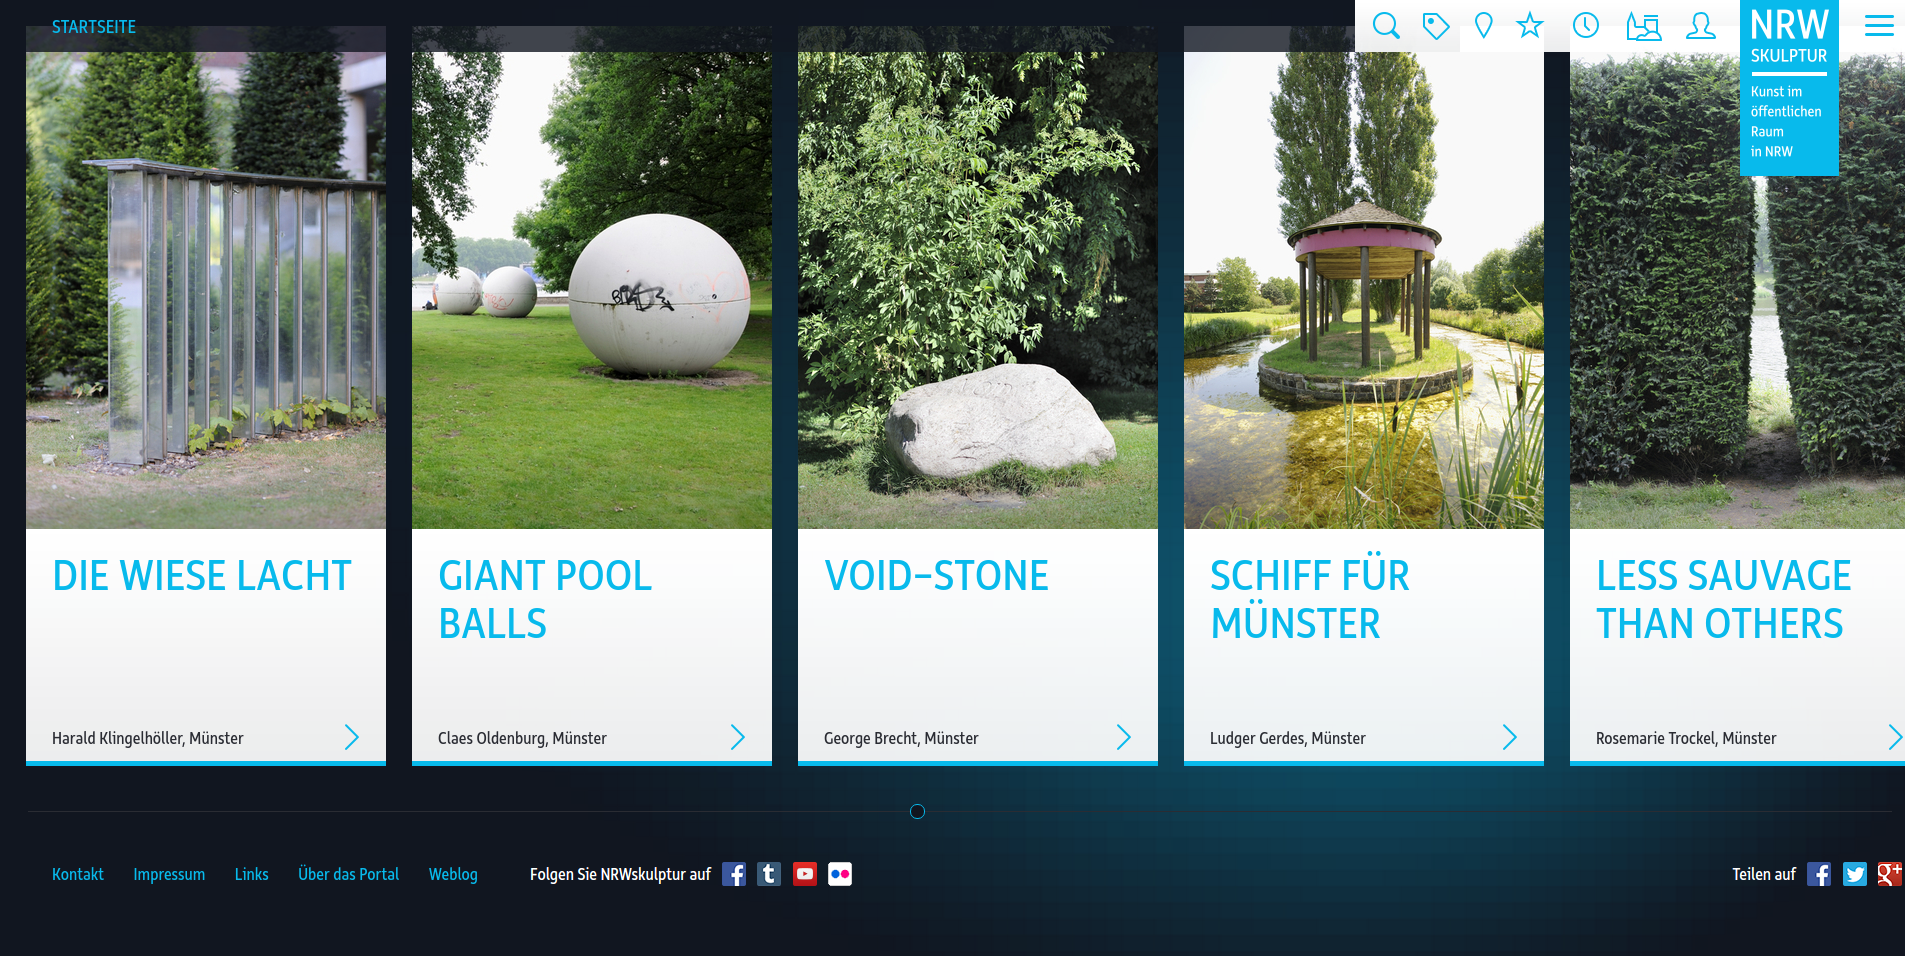 STARTSEITE
NRW
SKULPTUR
Kunst im
öffentlichen
Raum
in NRW
DIE WIESE LACHT
Harald Klingelhöller, Münster
GIANT POOL
BALLS
Claes Oldenburg, Münster
VOID–STONE
George Brecht, Münster
SCHIFF FÜR
MÜNSTER
Ludger Gerdes, Münster
LESS SAUVAGE
THAN OTHERS
Rosemarie Trockel, Münster
Kontakt Impressum Links Über das Portal Weblog Folgen Sie NRWskulptur auf Teilen auf